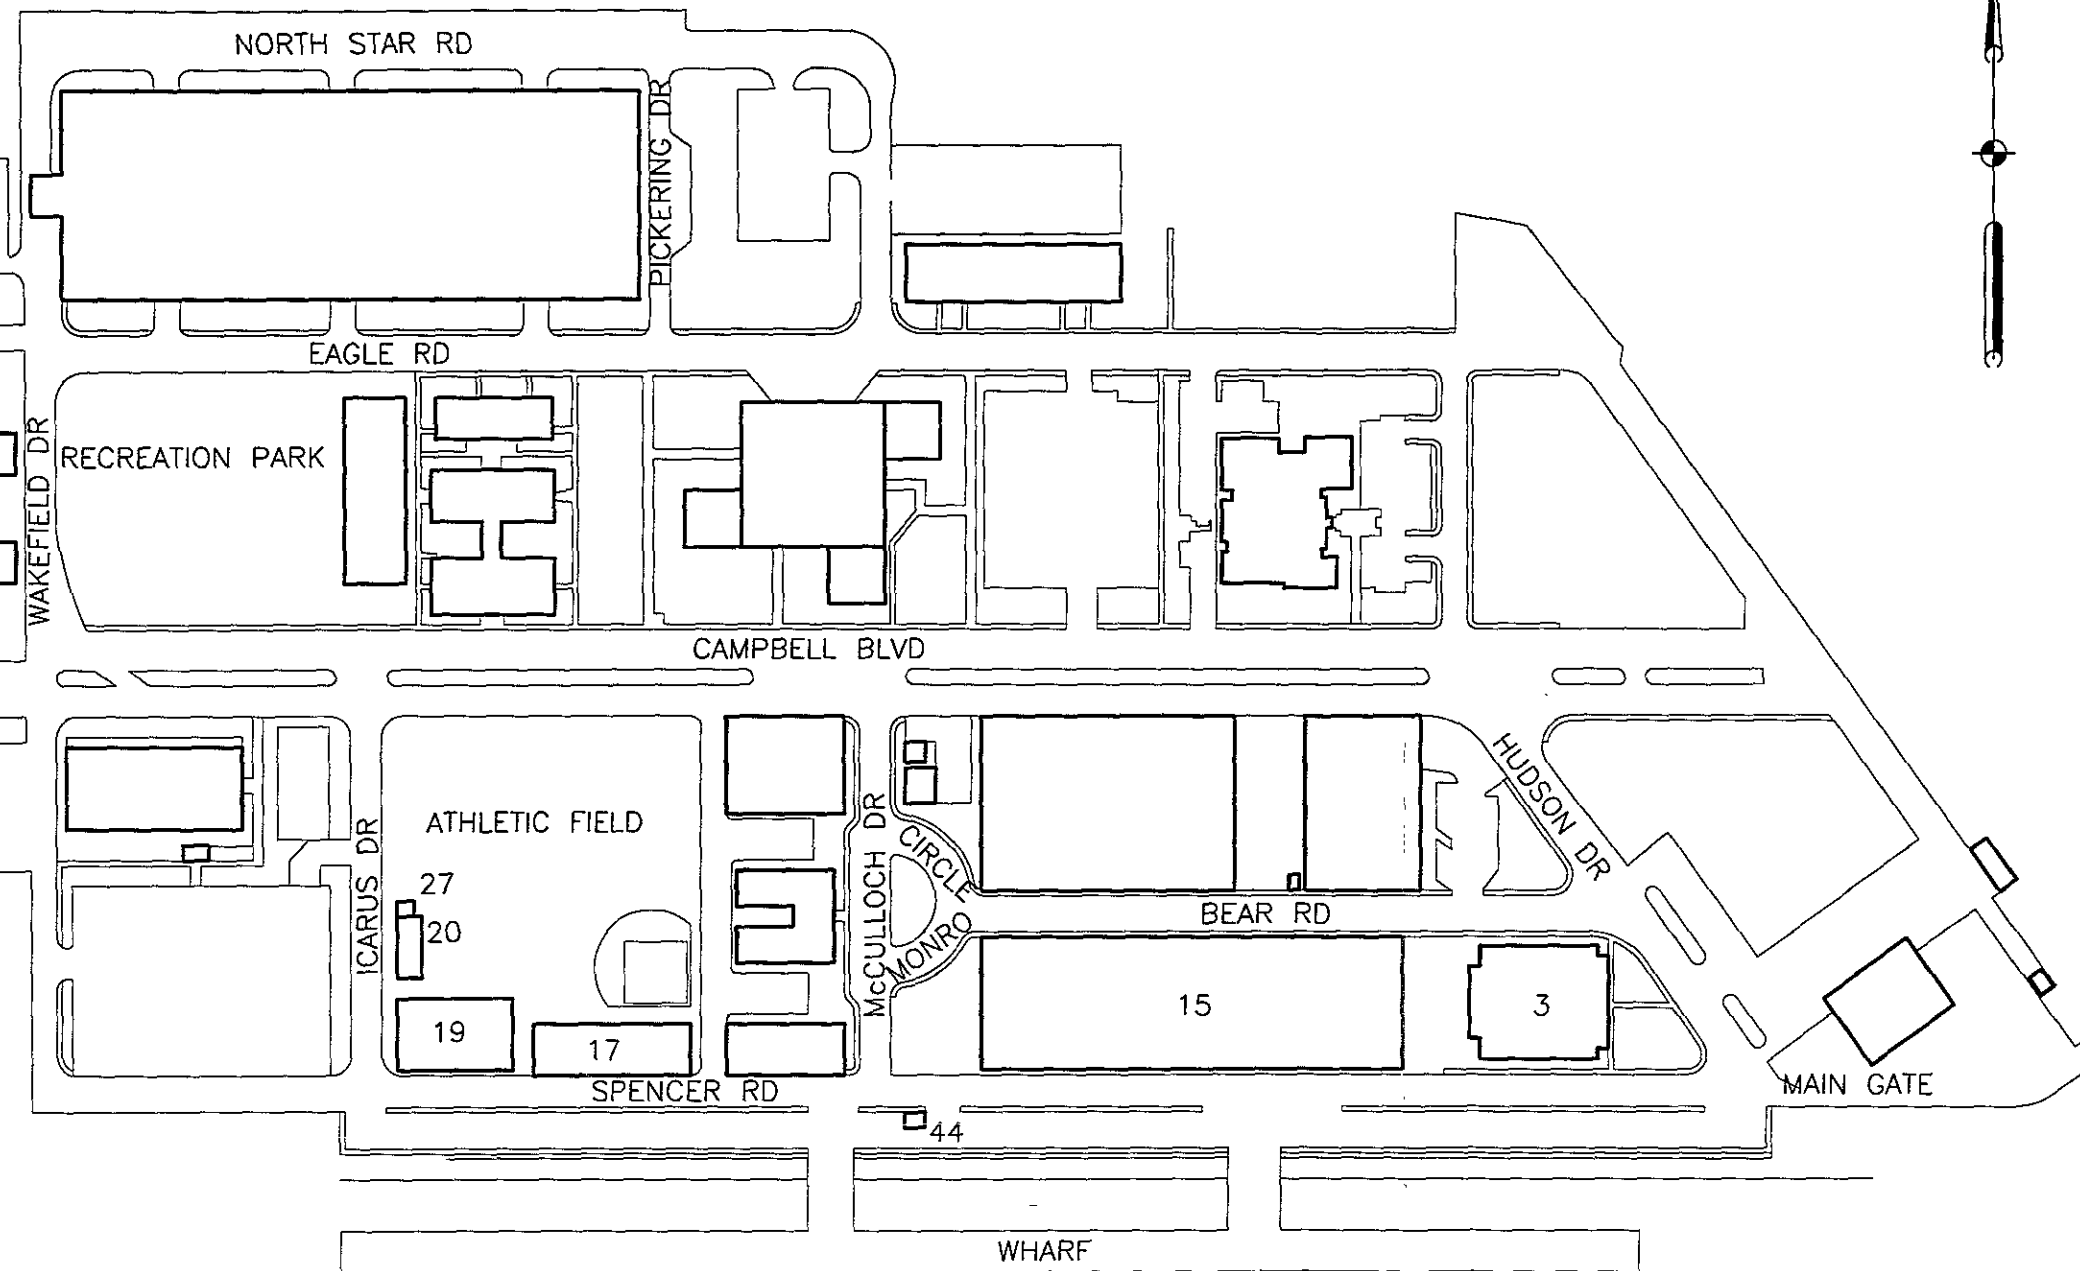 NORTH STAR RD
PICKERING DR
EAGLE RD
WAKEFIELD DR
RECREATION PARK
CAMPBELL BLVD
HUDSON DR
ATHLETIC FIELD
ICARUS DR
McCULLOCH DR
CIRCLE
MONRO
27
20
BEAR RD
19
17
15
3
SPENCER RD
MAIN GATE
44
WHARF